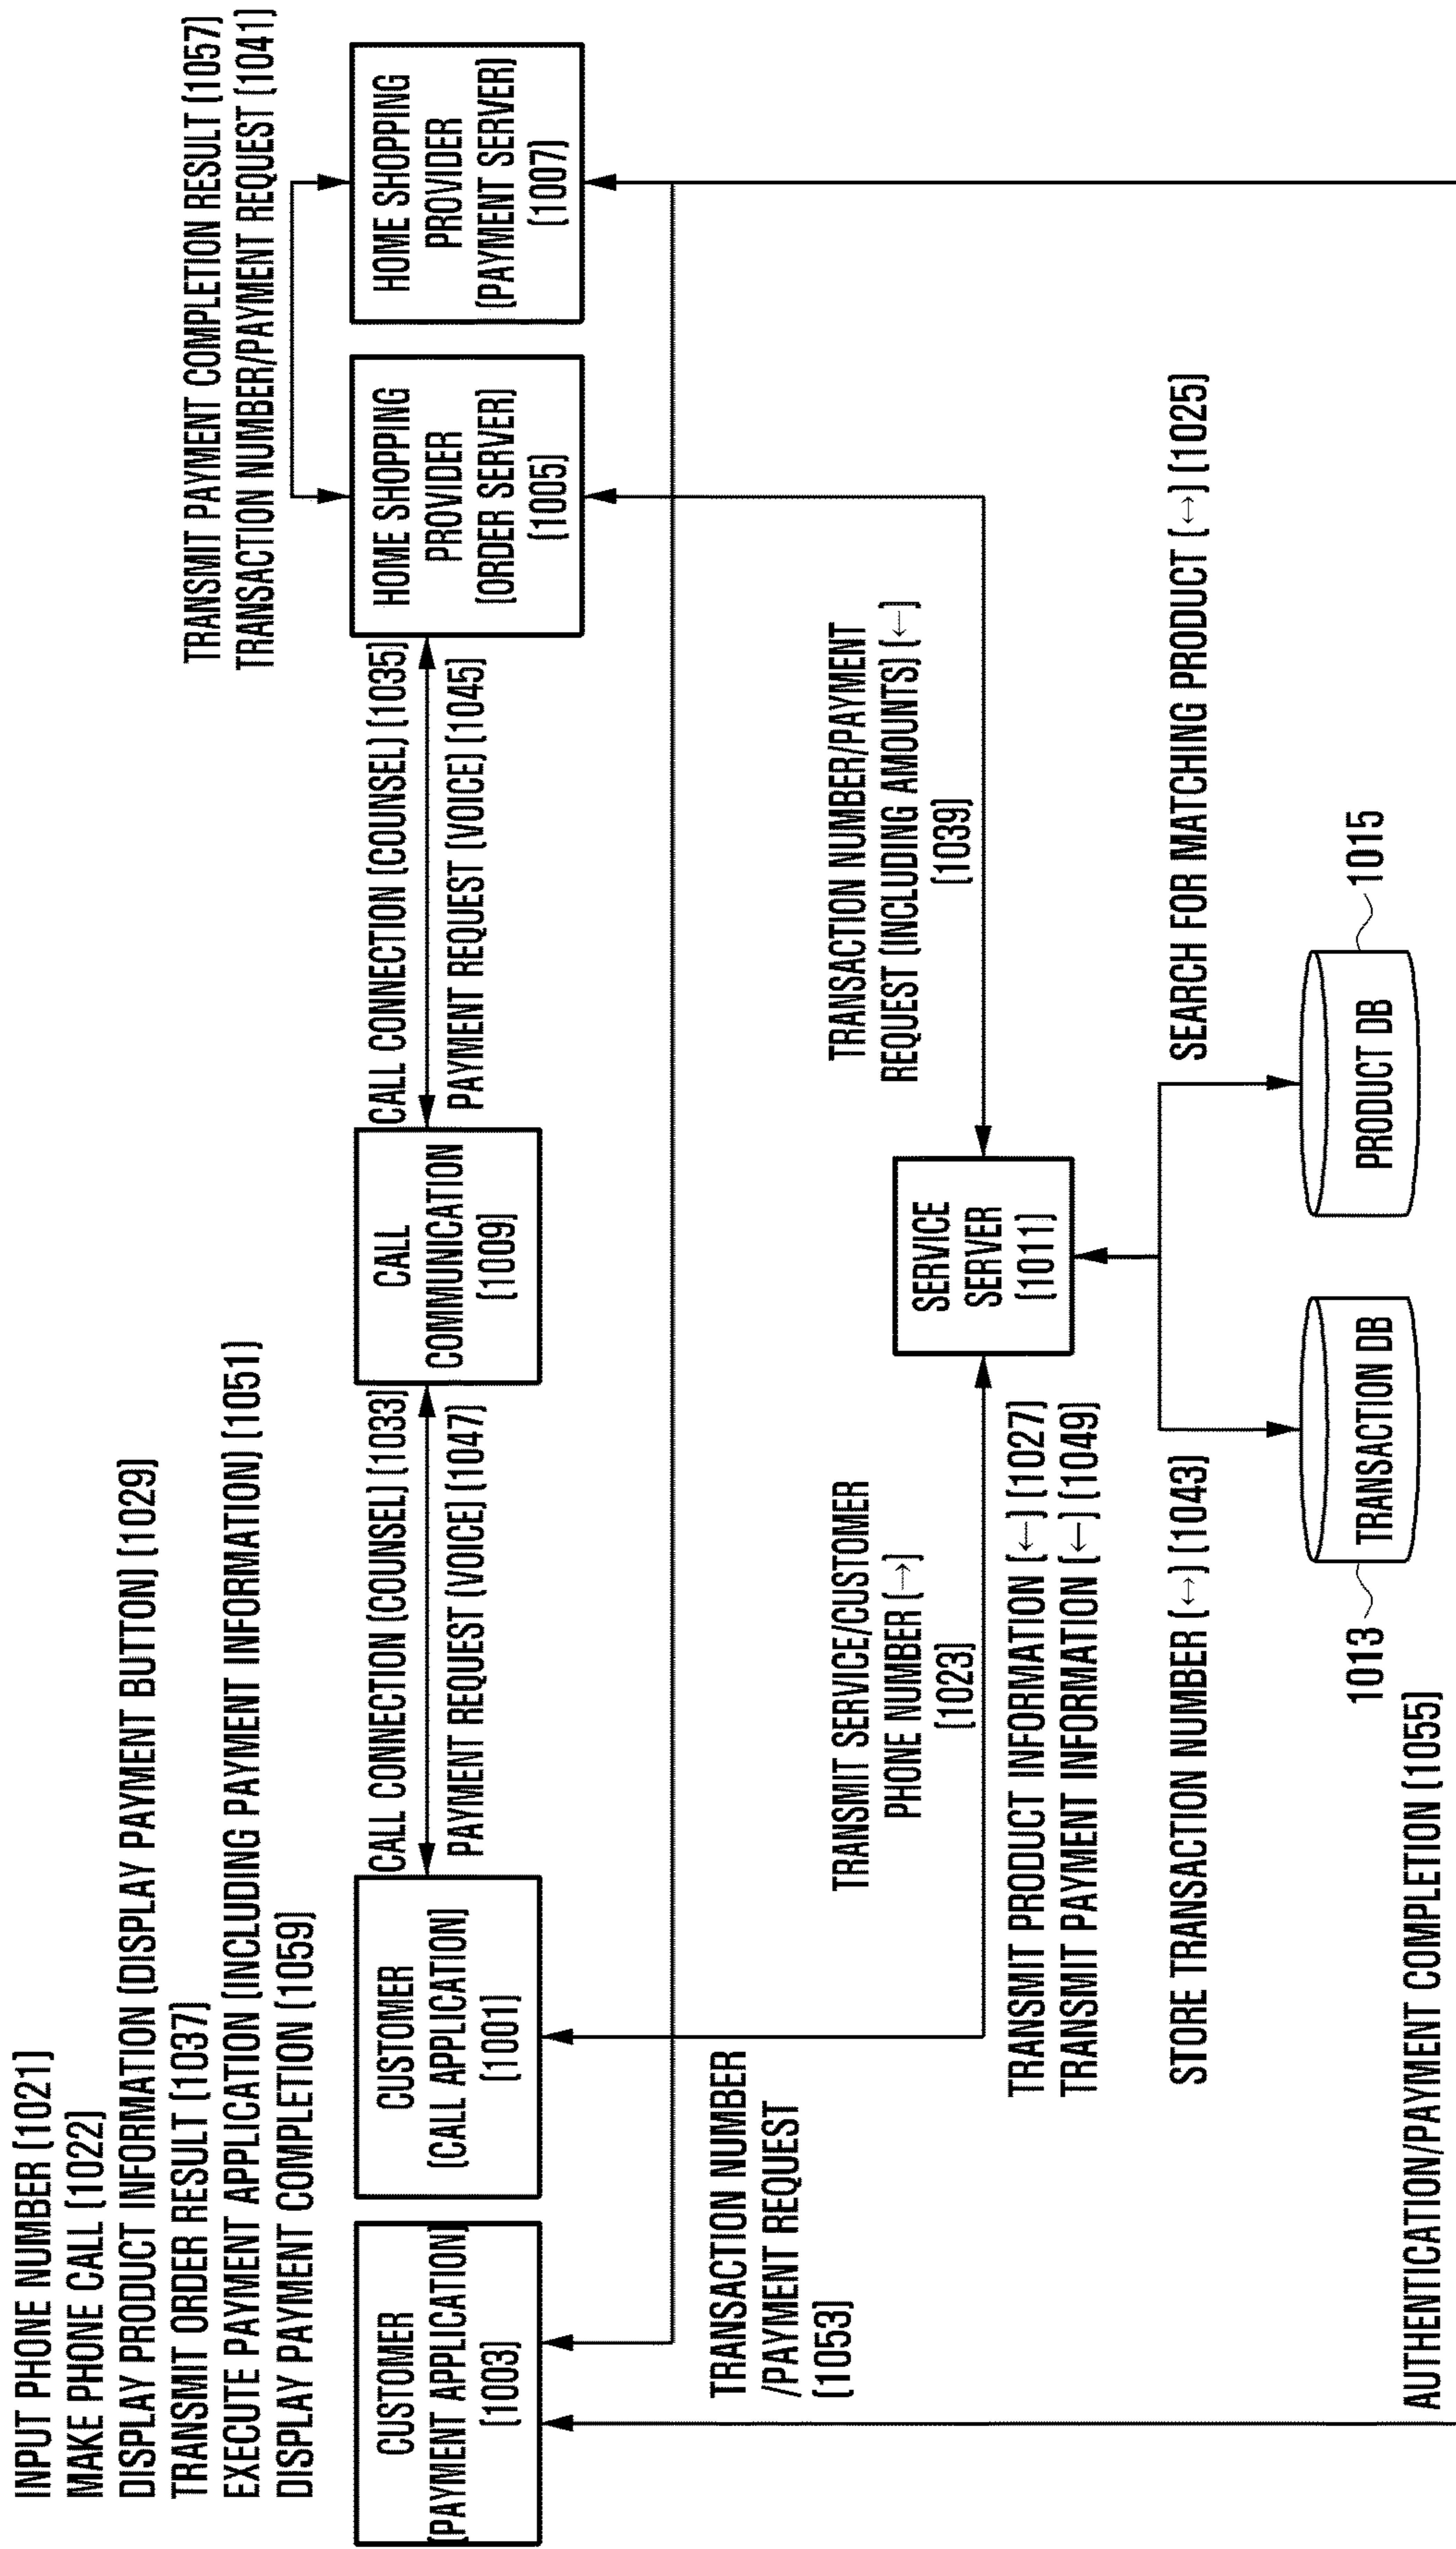 INPUT PHONE NUMBER (1021)
MAKE PHONE CALL (1022)
DISPLAY PRODUCT INFORMATION (DISPLAY PAYMENT BUTTON) (1029)
TRANSMIT ORDER RESULT (1037)
EXECUTE PAYMENT APPLICATION (INCLUDING PAYMENT INFORMATION) (1051)
DISPLAY PAYMENT COMPLETION (1059)
TRANSMIT PAYMENT COMPLETION RESULT (1057)
TRANSACTION NUMBER/PAYMENT REQUEST (1041)
CUSTOMER
(PAYMENT APPLICATION)
(1003)
CUSTOMER
(CALL APPLICATION)
(1001)
CALL CONNECTION (COUNSEL) (1033)
PAYMENT REQUEST (VOICE) (1047)
CALL
COMMUNICATION
(1009)
CALL CONNECTION (COUNSEL) (1035)
PAYMENT REQUEST (VOICE) (1045)
HOME SHOPPING
PROVIDER
(ORDER SERVER)
(1005)
HOME SHOPPING
PROVIDER
(PAYMENT SERVER)
(1007)
TRANSACTION NUMBER
/PAYMENT REQUEST
(1053)
TRANSMIT SERVICE/CUSTOMER
PHONE NUMBER (→)
(1023)
TRANSACTION NUMBER/PAYMENT
REQUEST (INCLUDING AMOUNTS) (←)
(1039)
SERVICE
SERVER
(1011)
TRANSMIT PRODUCT INFORMATION (←) (1027)
TRANSMIT PAYMENT INFORMATION (←) (1049)
STORE TRANSACTION NUMBER (↔) (1043)
SEARCH FOR MATCHING PRODUCT (↔) (1025)
1013
TRANSACTION DB
PRODUCT DB
1015
AUTHENTICATION/PAYMENT COMPLETION (1055)